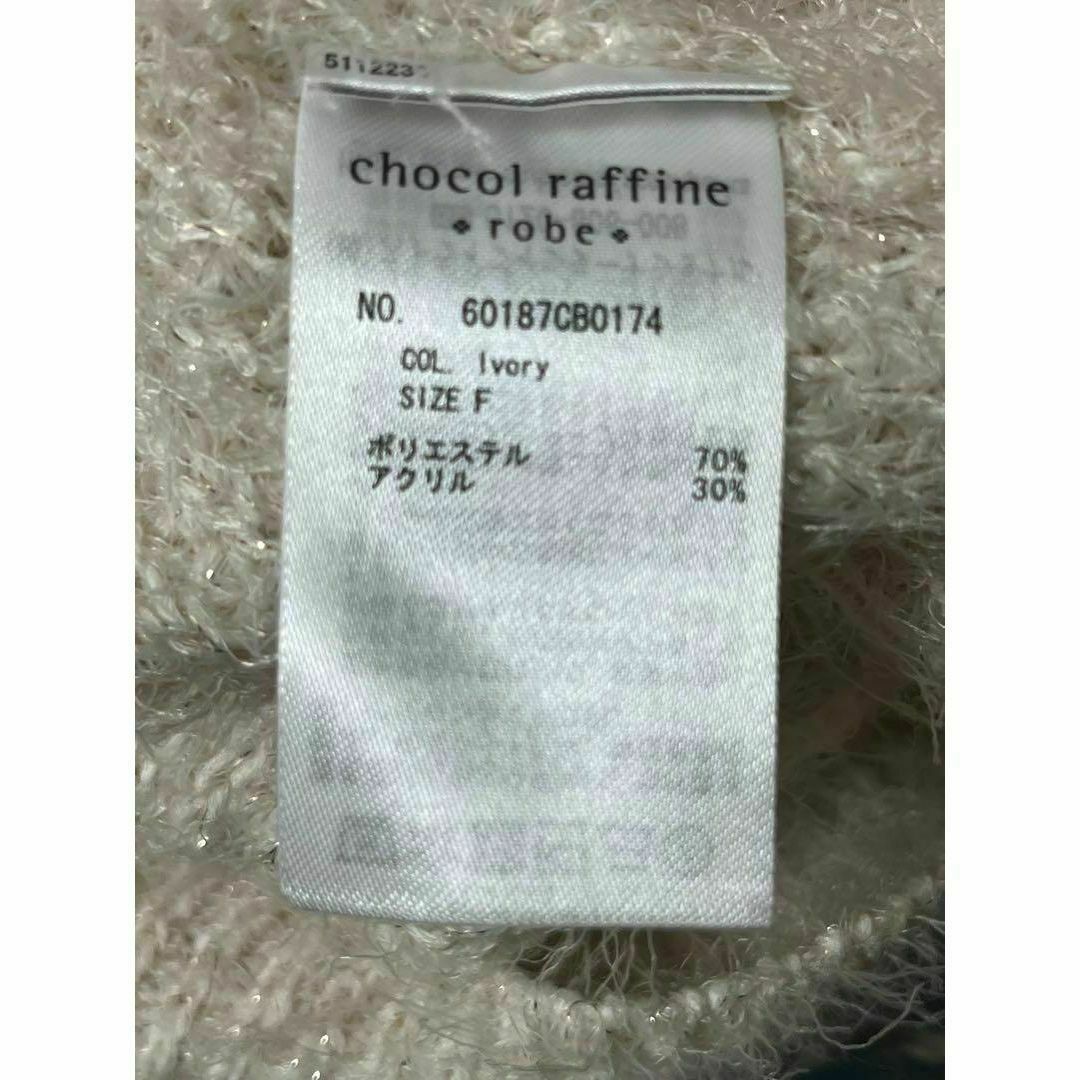 chocol raffine
robe
NO. 60187CB0174
COL. Ivory
SIZE F
ポリエステル 70%
アクリル 30%